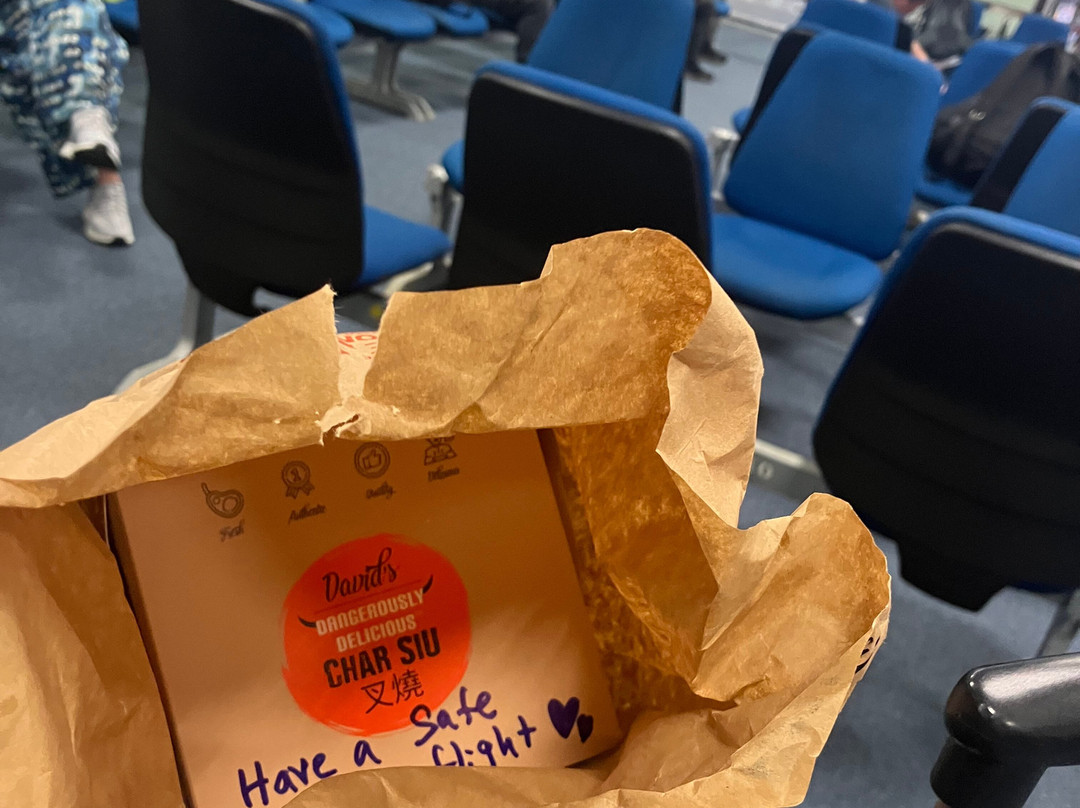 Fresh
Authentic
Quality
Delicious
David's
DANGEROUSLY
DELICIOUS
CHAR SIU
叉燒
Have a Safe
flight